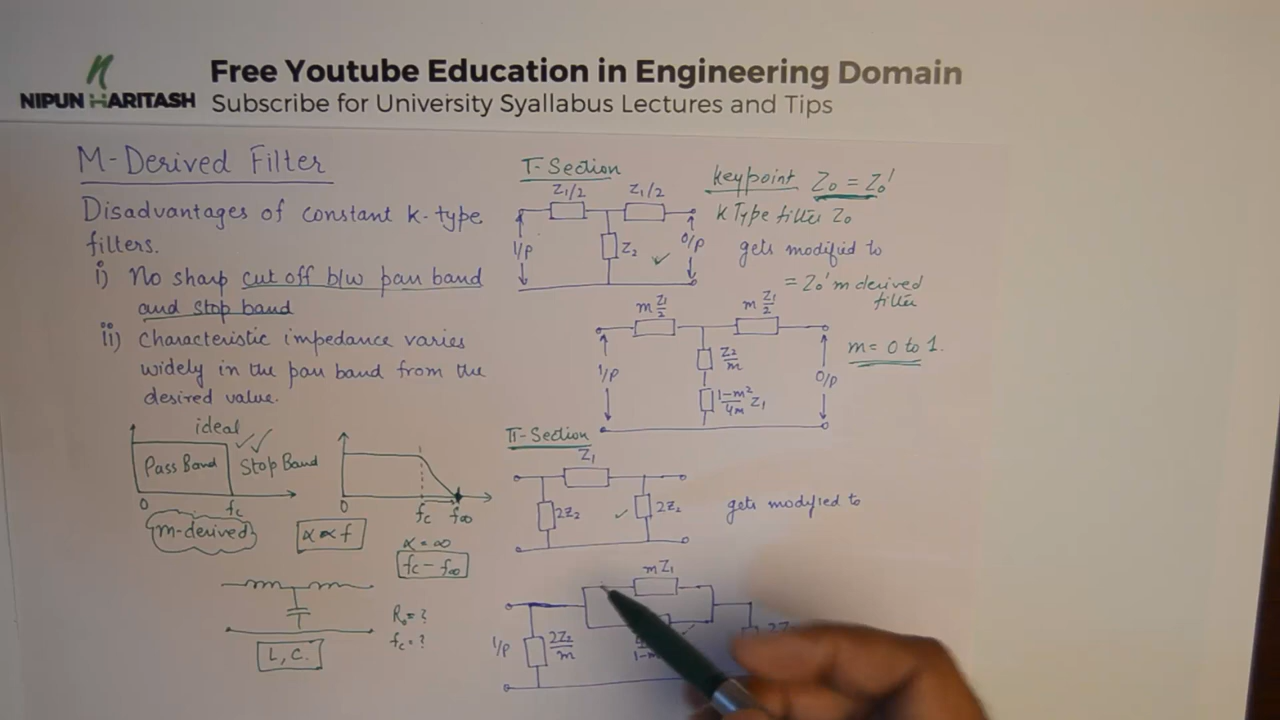 NIPUN HARITASH
Free Youtube Education in Engineering Domain
Subscribe for University Syallabus Lectures and Tips
M-Derived Filter
Disadvantages of constant k-type
filters.
i) No sharp cut off b/w pan band
and stop band
ii) Characteristic impedance varies
widely in the pan band from the
desired value.
ideal
Pass Band
Stop Band
0
fc
m-derived
α ∝ f
0
fc
f∞
α = ∞
fc - f∞
L, C.
R₀ = ?
fc = ?
T-Section
Z1/2
Z1/2
I/P
Z2
O/P
keypoint Z0 = Z0'
K Type filter Z0
gets modified to
= Z0' m derived
filter
m = 0 to 1.
m Z1/2
m Z1/2
I/P
Z2/m
1-m²/4m Z1
O/P
π-Section
Z1
2Z2
2Z2
gets modified to
mZ1
I/P
2Z2/m